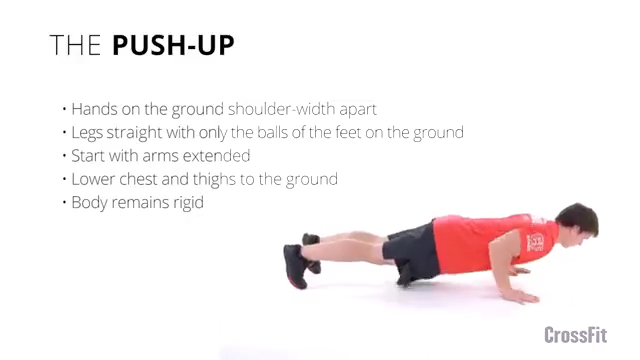 THE PUSH-UP
• Hands on the ground shoulder-width apart
• Legs straight with only the balls of the feet on the ground
• Start with arms extended
• Lower chest and thighs to the ground
• Body remains rigid
CrossFit